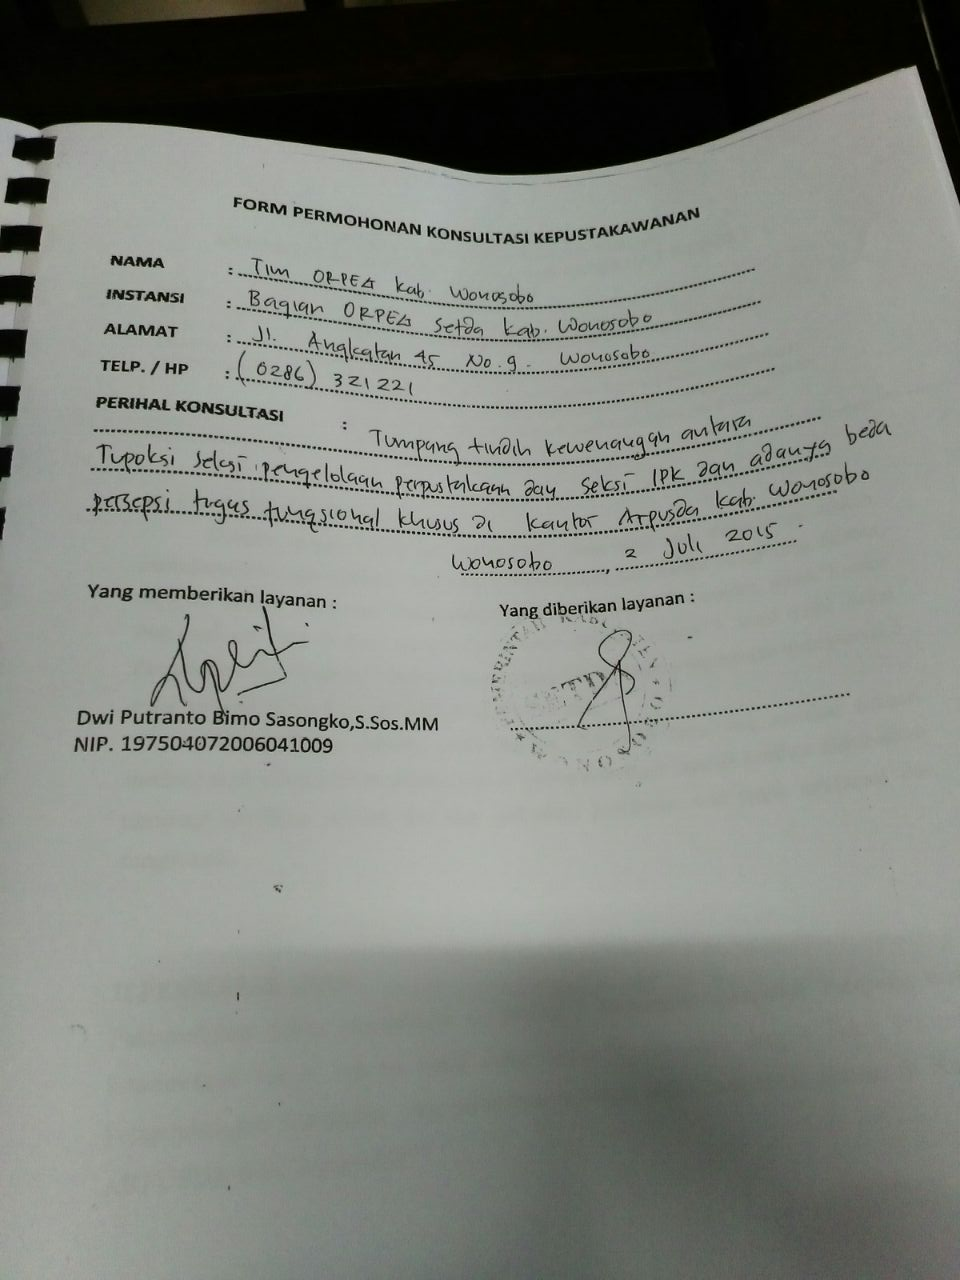 FORM PERMOHONAN KONSULTASI KEPUSTAKAWANAN
NAMA : Tim ORPEG Kab. Wonosobo
INSTANSI : Bagian ORPEG Setda Kab. Wonosobo
ALAMAT : Jl. Angkatan 45 No. 9. Wonosobo
TELP. / HP : (0286) 321221
PERIHAL KONSULTASI : Tumpang tindih kewenangan antara
Tupoksi seksi pengelolaan perpustakaan dan seksi IPK dan adanya beda
persepsi tugas fungsional khusus di kantor Arpusda kab. Wonosobo
Wonosobo, 2 Juli 2015
Yang memberikan layanan : Yang diberikan layanan :
Dwi Putranto Bimo Sasongko,S.Sos.MM
NIP. 197504072006041009